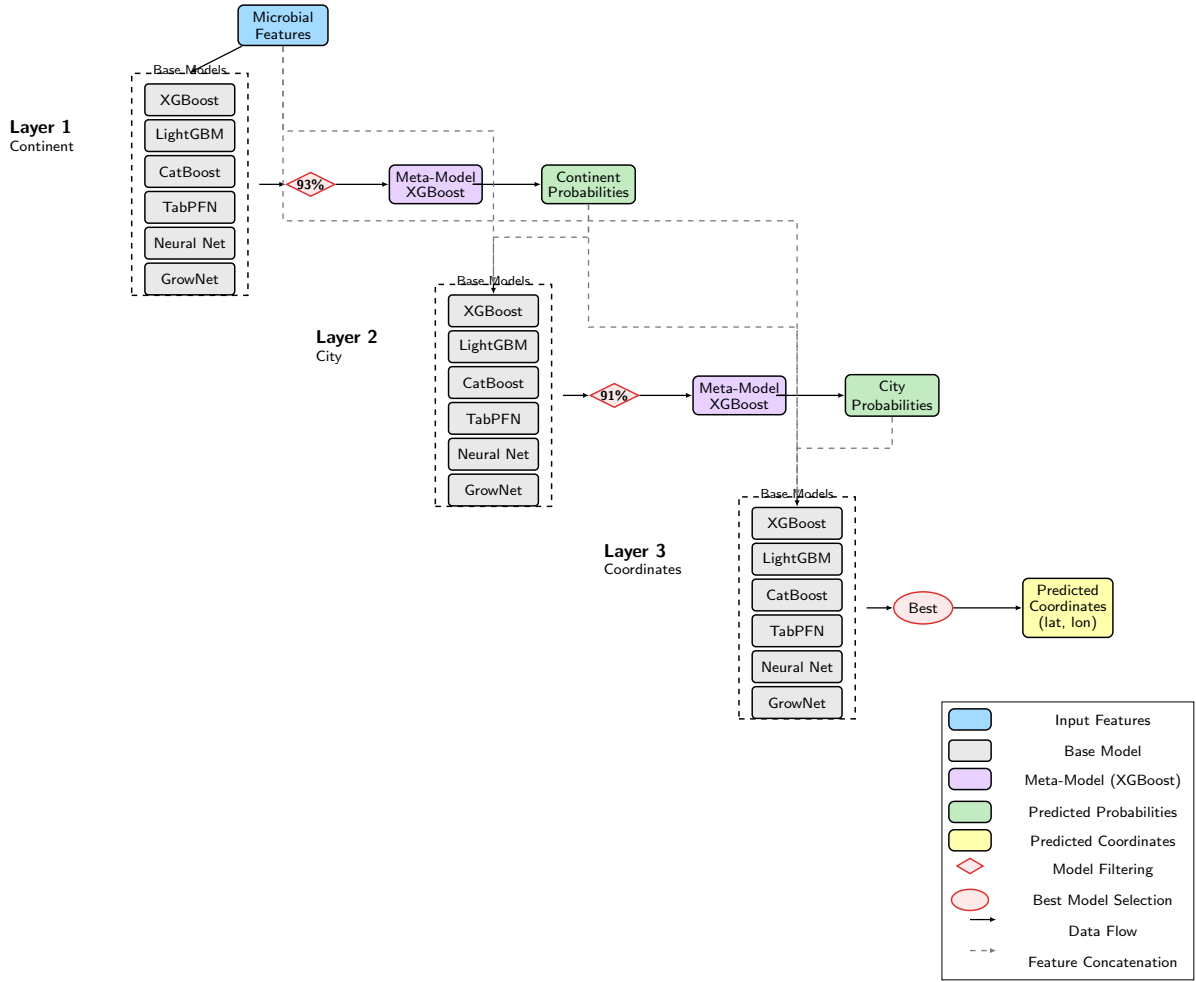 Microbial
Features
Base Models
XGBoost
Layer 1
Continent
LightGBM
CatBoost
TabPFN
Neural Net
GrowNet
93%
Meta-Model
XGBoost
Continent
Probabilities
Base Models
XGBoost
Layer 2
City
LightGBM
CatBoost
TabPFN
Neural Net
GrowNet
91%
Meta-Model
XGBoost
City
Probabilities
Base Models
XGBoost
Layer 3
Coordinates
LightGBM
CatBoost
TabPFN
Neural Net
GrowNet
Best
Predicted
Coordinates
(lat, lon)
Input Features
Base Model
Meta-Model (XGBoost)
Predicted Probabilities
Predicted Coordinates
Model Filtering
Best Model Selection
Data Flow
Feature Concatenation